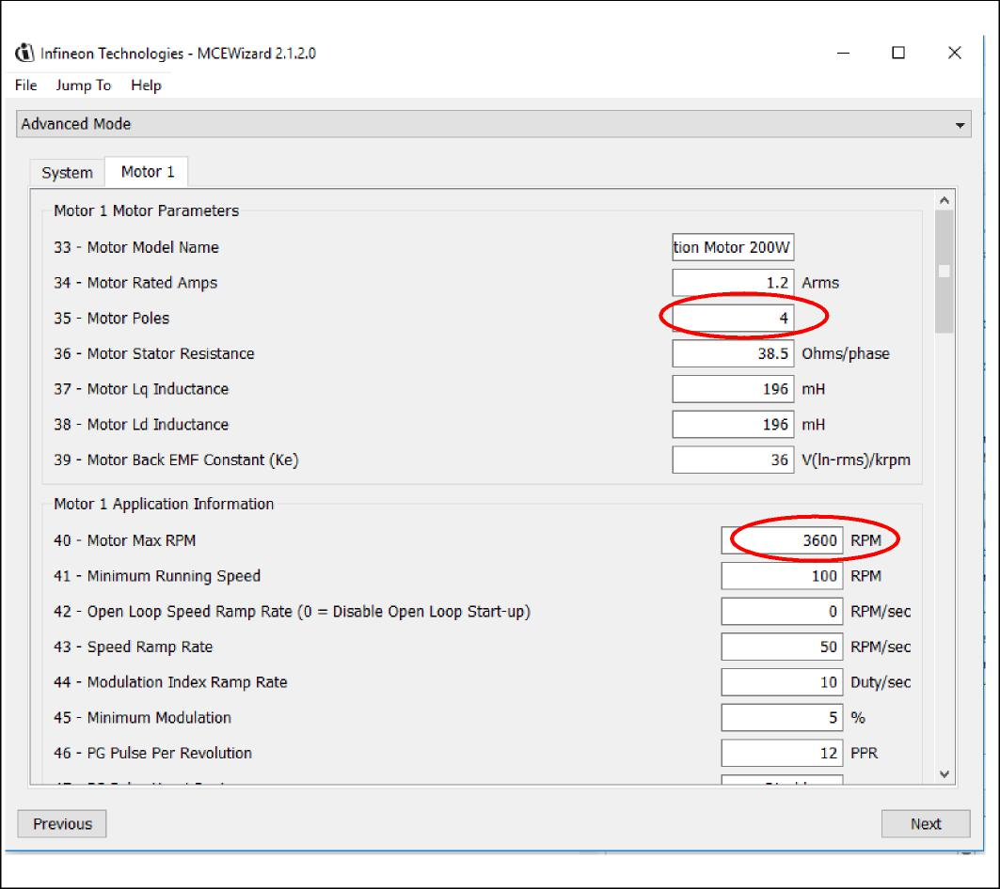 Infineon Technologies - MCEWizard 2.1.2.0
File Jump To Help
Advanced Mode
System Motor 1
Motor 1 Motor Parameters
33 - Motor Model Name tion Motor 200W
34 - Motor Rated Amps 1.2 Arms
35 - Motor Poles 4
36 - Motor Stator Resistance 38.5 Ohms/phase
37 - Motor Lq Inductance 196 mH
38 - Motor Ld Inductance 196 mH
39 - Motor Back EMF Constant (Ke) 36 V(ln-rms)/krpm
Motor 1 Application Information
40 - Motor Max RPM 3600 RPM
41 - Minimum Running Speed 100 RPM
42 - Open Loop Speed Ramp Rate (0 = Disable Open Loop Start-up) 0 RPM/sec
43 - Speed Ramp Rate 50 RPM/sec
44 - Modulation Index Ramp Rate 10 Duty/sec
45 - Minimum Modulation 5 %
46 - PG Pulse Per Revolution 12 PPR
Previous Next